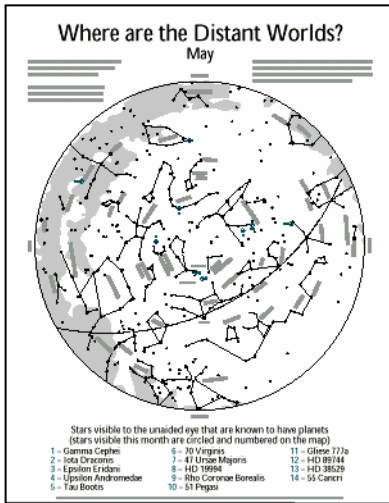 Where are the Distant Worlds?
May
Stars visible to the unaided eye that are known to have planets
(stars visible this month are circled and numbered on the map)
1 – Gamma Cephei
2 – Iota Draconis
3 – Epsilon Eridani
4 – Upsilon Andromedae
5 – Tau Bootis
6 – 70 Virginis
7 – 47 Ursae Majoris
8 – HD 19994
9 – Rho Coronae Borealis
10 – 51 Pegasi
11 – Gliese 777a
12 – HD 89744
13 – HD 38529
14 – 55 Cancri